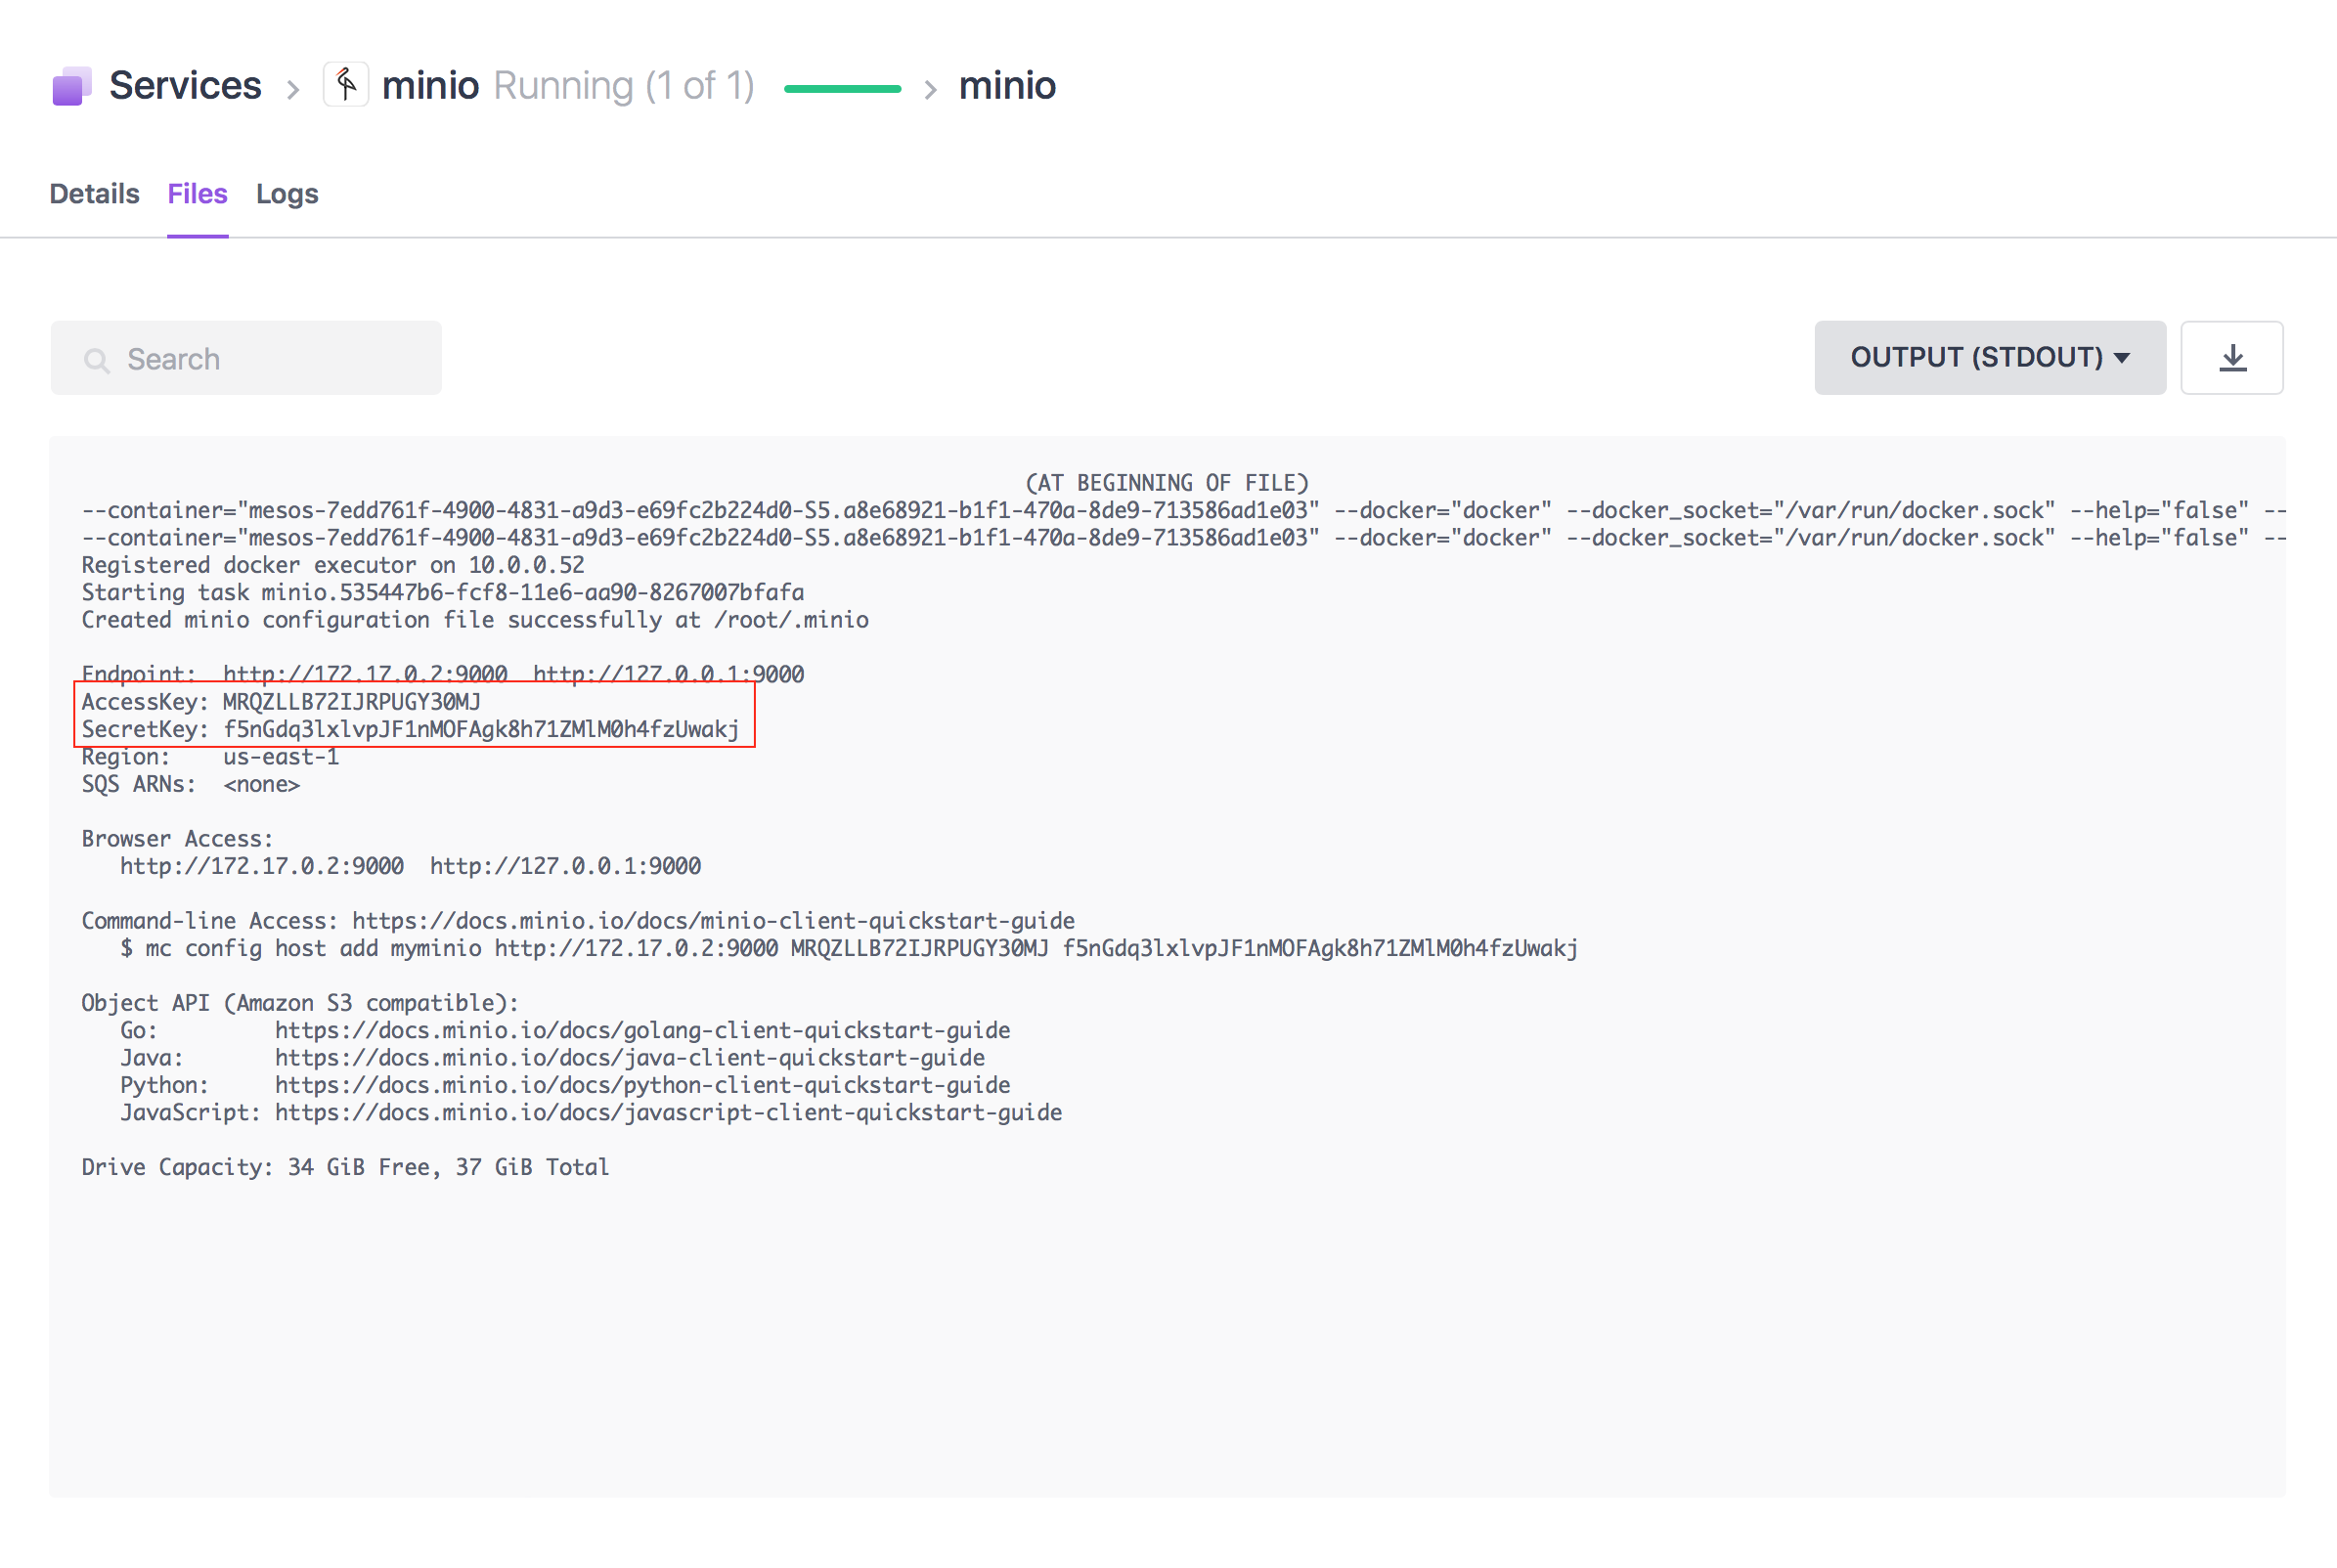 Services > minio Running (1 of 1) > minio
Details Files Logs
Search
OUTPUT (STDOUT)
(AT BEGINNING OF FILE)
--container="mesos-7edd761f-4900-4831-a9d3-e69fc2b224d0-S5.a8e68921-b1f1-470a-8de9-713586ad1e03" --docker="docker" --docker_socket="/var/run/docker.sock" --help="false" --
--container="mesos-7edd761f-4900-4831-a9d3-e69fc2b224d0-S5.a8e68921-b1f1-470a-8de9-713586ad1e03" --docker="docker" --docker_socket="/var/run/docker.sock" --help="false" --
Registered docker executor on 10.0.0.52
Starting task minio.535447b6-fcf8-11e6-aa90-8267007bfafa
Created minio configuration file successfully at /root/.minio
Endpoint:  http://172.17.0.2:9000  http://127.0.0.1:9000
AccessKey: MRQZLLB72IJRPUGY30MJ
SecretKey: f5nGdq3lxlvpJF1nMOFAgk8h71ZMlM0h4fzUwakj
Region:    us-east-1
SQS ARNs:  <none>
Browser Access:
http://172.17.0.2:9000  http://127.0.0.1:9000
Command-line Access: https://docs.minio.io/docs/minio-client-quickstart-guide
$ mc config host add myminio http://172.17.0.2:9000 MRQZLLB72IJRPUGY30MJ f5nGdq3lxlvpJF1nMOFAgk8h71ZMlM0h4fzUwakj
Object API (Amazon S3 compatible):
Go:         https://docs.minio.io/docs/golang-client-quickstart-guide
Java:       https://docs.minio.io/docs/java-client-quickstart-guide
Python:     https://docs.minio.io/docs/python-client-quickstart-guide
JavaScript: https://docs.minio.io/docs/javascript-client-quickstart-guide
Drive Capacity: 34 GiB Free, 37 GiB Total